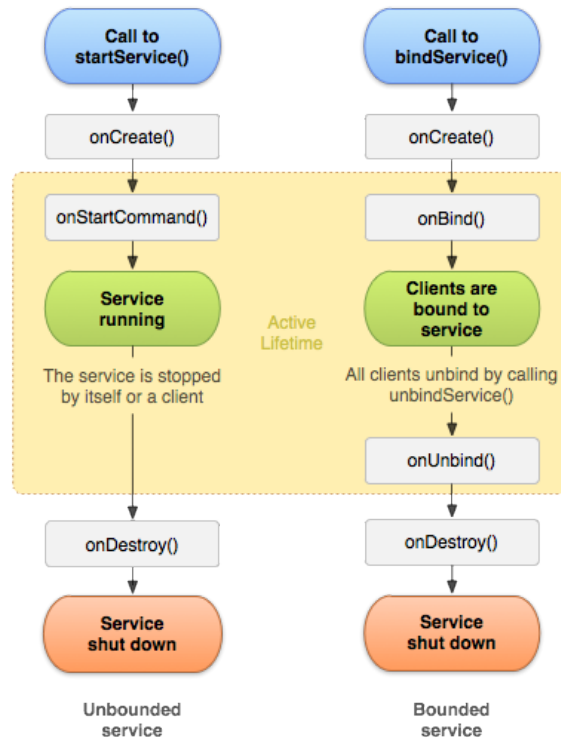 Call to
startService()
onCreate()
onStartCommand()
Service
running
The service is stopped
by itself or a client
onDestroy()
Service
shut down
Unbounded
service
Active
Lifetime
Call to
bindService()
onCreate()
onBind()
Clients are
bound to
service
All clients unbind by calling
unbindService()
onUnbind()
onDestroy()
Service
shut down
Bounded
service